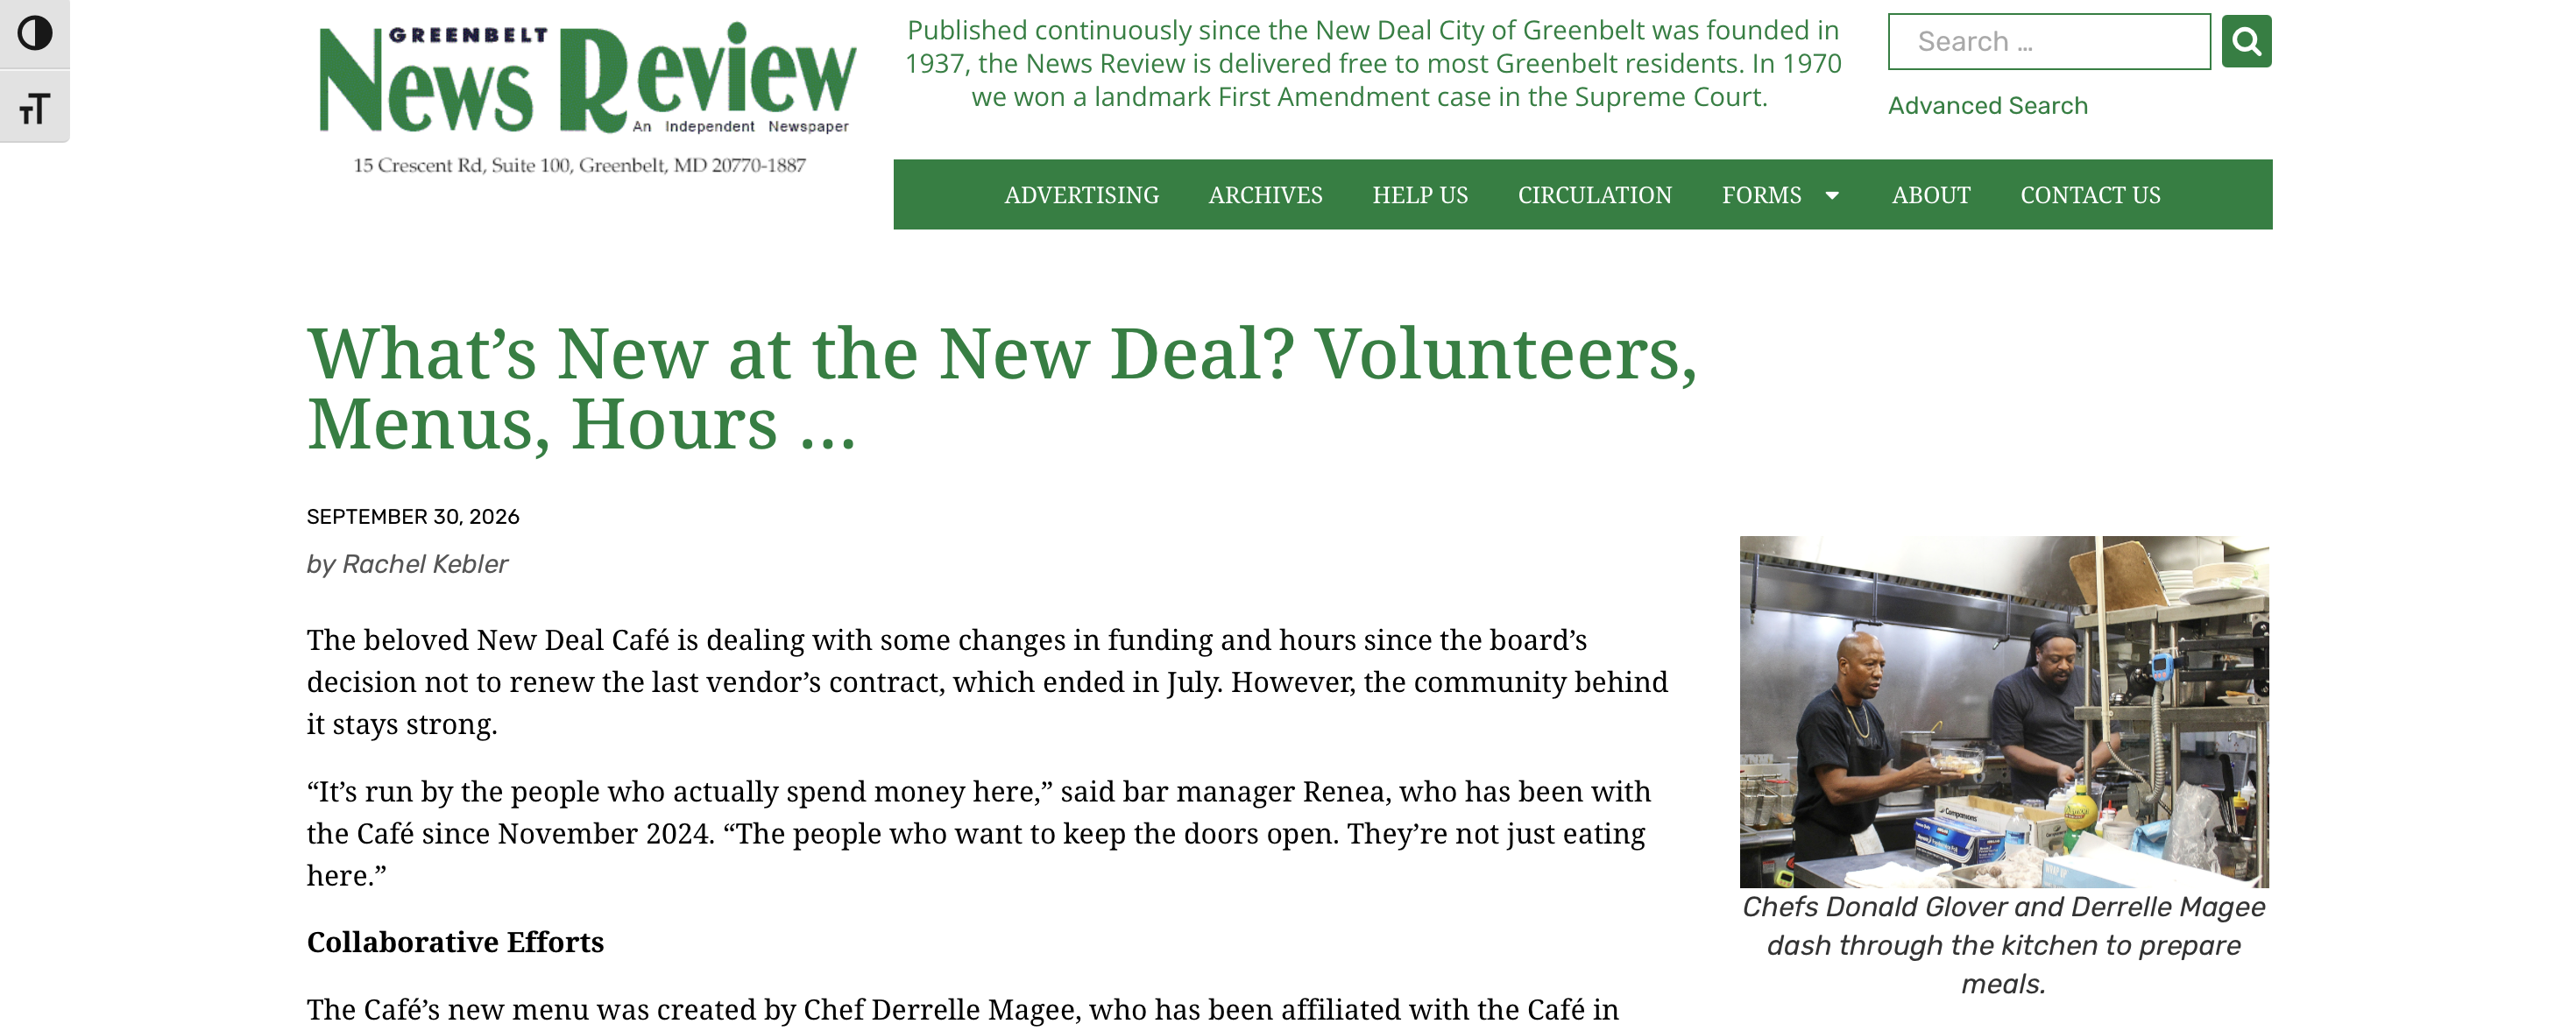 GREENBELT
News Review
An Independent Newspaper
15 Crescent Rd, Suite 100, Greenbelt, MD 20770-1887
Published continuously since the New Deal City of Greenbelt was founded in
1937, the News Review is delivered free to most Greenbelt residents. In 1970
we won a landmark First Amendment case in the Supreme Court.
Search ...
Advanced Search
ADVERTISING ARCHIVES HELP US CIRCULATION FORMS ABOUT CONTACT US
What’s New at the New Deal? Volunteers,
Menus, Hours …
SEPTEMBER 30, 2026
by Rachel Kebler
The beloved New Deal Café is dealing with some changes in funding and hours since the board’s
decision not to renew the last vendor’s contract, which ended in July. However, the community behind
it stays strong.
“It’s run by the people who actually spend money here,” said bar manager Renea, who has been with
the Café since November 2024. “The people who want to keep the doors open. They’re not just eating
here.”
Collaborative Efforts
The Café’s new menu was created by Chef Derrelle Magee, who has been affiliated with the Café in
Chefs Donald Glover and Derrelle Magee
dash through the kitchen to prepare
meals.